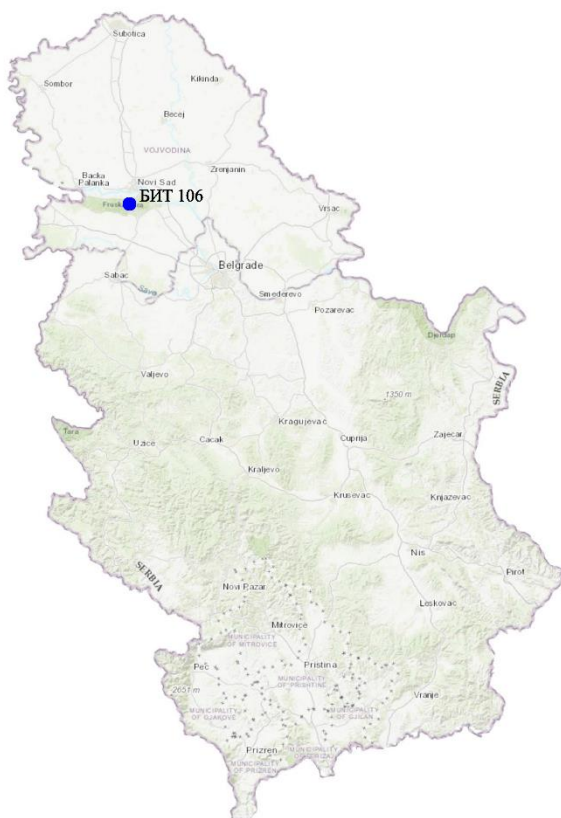 Subotica
Sombor
Kikinda
Becej
VOJVODINA
Backa
Palanka
Novi Sad
Zrenjanin
БИТ 106
Vrsac
Belgrade
Sabac
Sava
Smederevo
Pozarevac
Djerdap
Valjevo
1350 m
SERBIA
Tara
Uzice
Cacak
Kragujevac
Cuprija
Zajecar
Kraljevo
Krusevac
Knjazevac
Nis
Pirot
SERBIA
Novi Pazar
Leskovac
Mitrovice
MUNICIPALITY
OF MITROVICE
Pec
Pristina
2651 m
MUNICIPALITY
OF PRISHTINE
Vranje
MUNICIPALITY
OF GJAKOVE
MUNICIPALITY
OF GJILAN
Prizren
MUNICIPALITY
OF PRIZREN
MUNICIPALITY